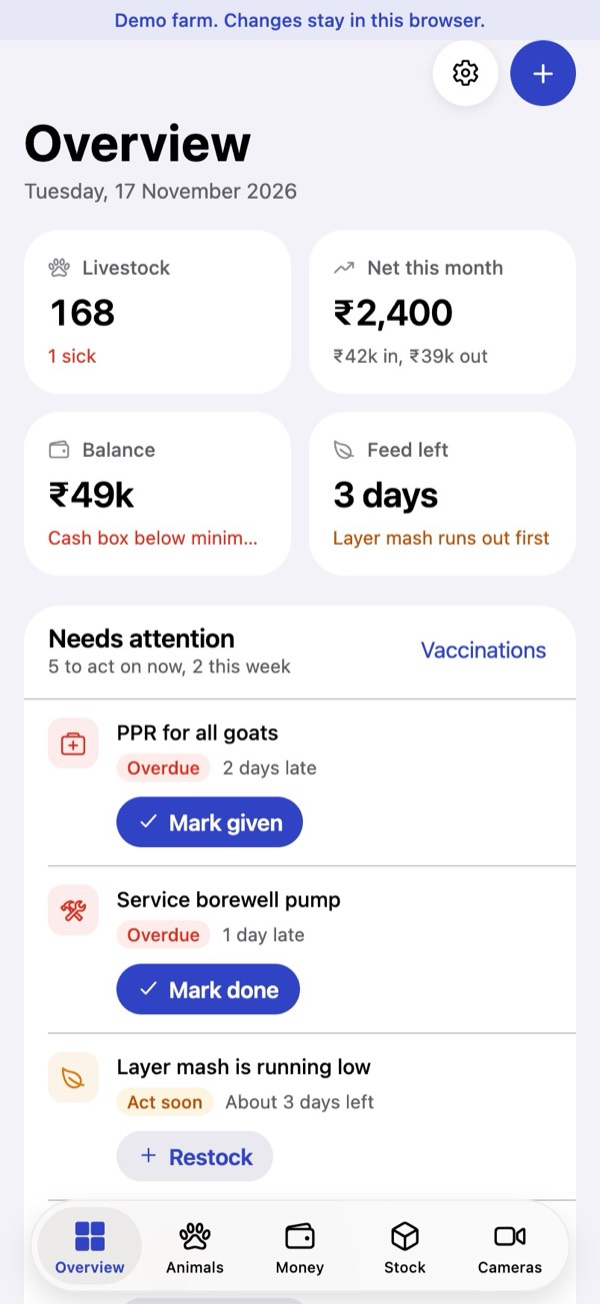 Demo farm. Changes stay in this browser.
Overview
Tuesday, 17 November 2026
Livestock
168
1 sick
Net this month
₹2,400
₹42k in, ₹39k out
Balance
₹49k
Cash box below minim...
Feed left
3 days
Layer mash runs out first
Needs attention
5 to act on now, 2 this week
Vaccinations
PPR for all goats
Overdue 2 days late
Mark given
Service borewell pump
Overdue 1 day late
Mark done
Layer mash is running low
Act soon About 3 days left
Restock
Overview Animals Money Stock Cameras